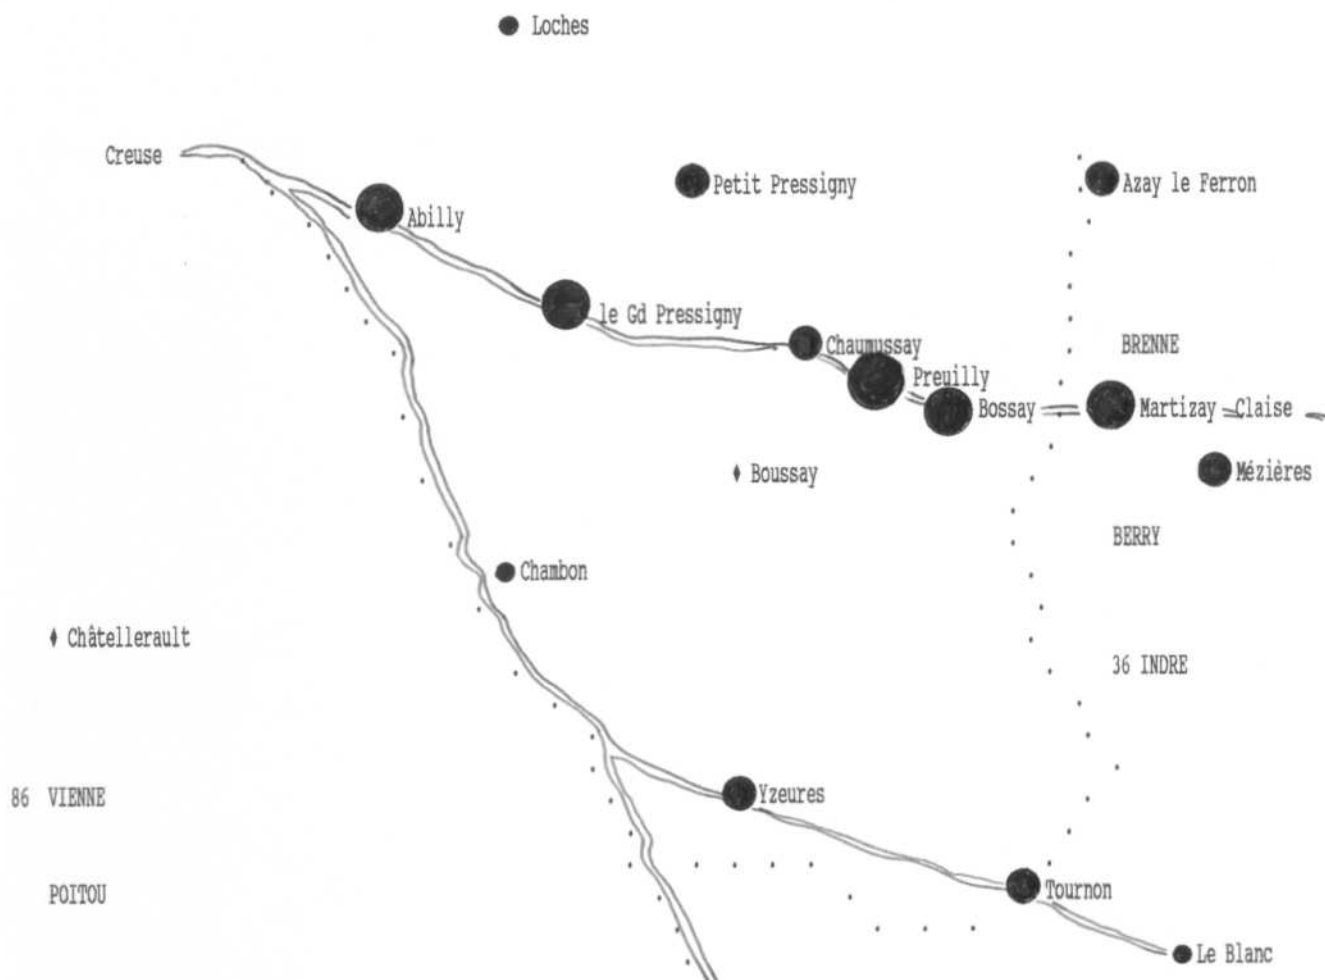 Loches
Creuse
Petit Pressigny
Azay le Ferron
Abilly
le Gd Pressigny
Chaumussay
BRENNE
Preuilly
Bossay
Martizay
Claise
Boussay
Mézières
BERRY
Chambon
Châtellerault
36 INDRE
86 VIENNE
Yzeures
POITOU
Tournon
Le Blanc